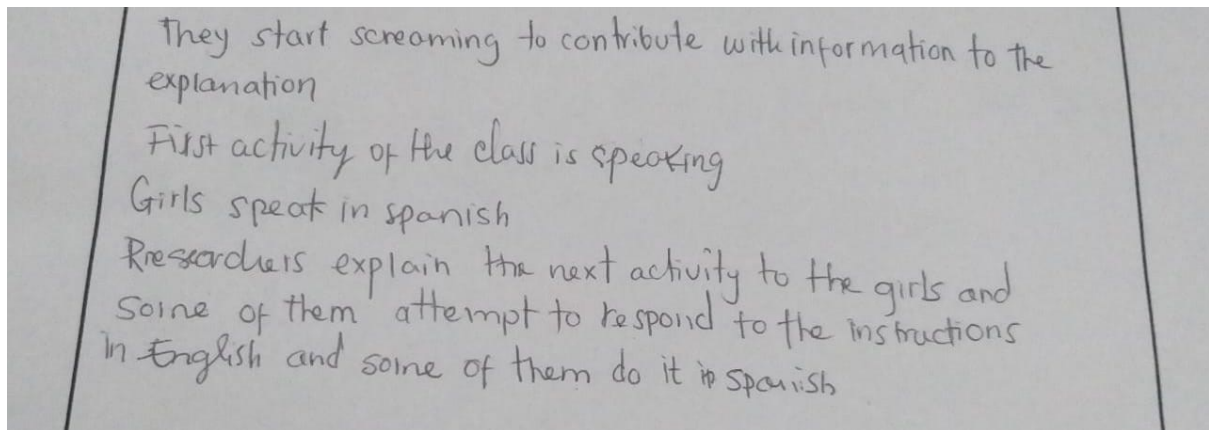 They start screaming to contribute with information to the
explanation
First activity of the class is speaking
Girls speak in spanish
Researchers explain the next activity to the girls and
some of them attempt to respond to the instructions
in English and some of them do it in Spanish